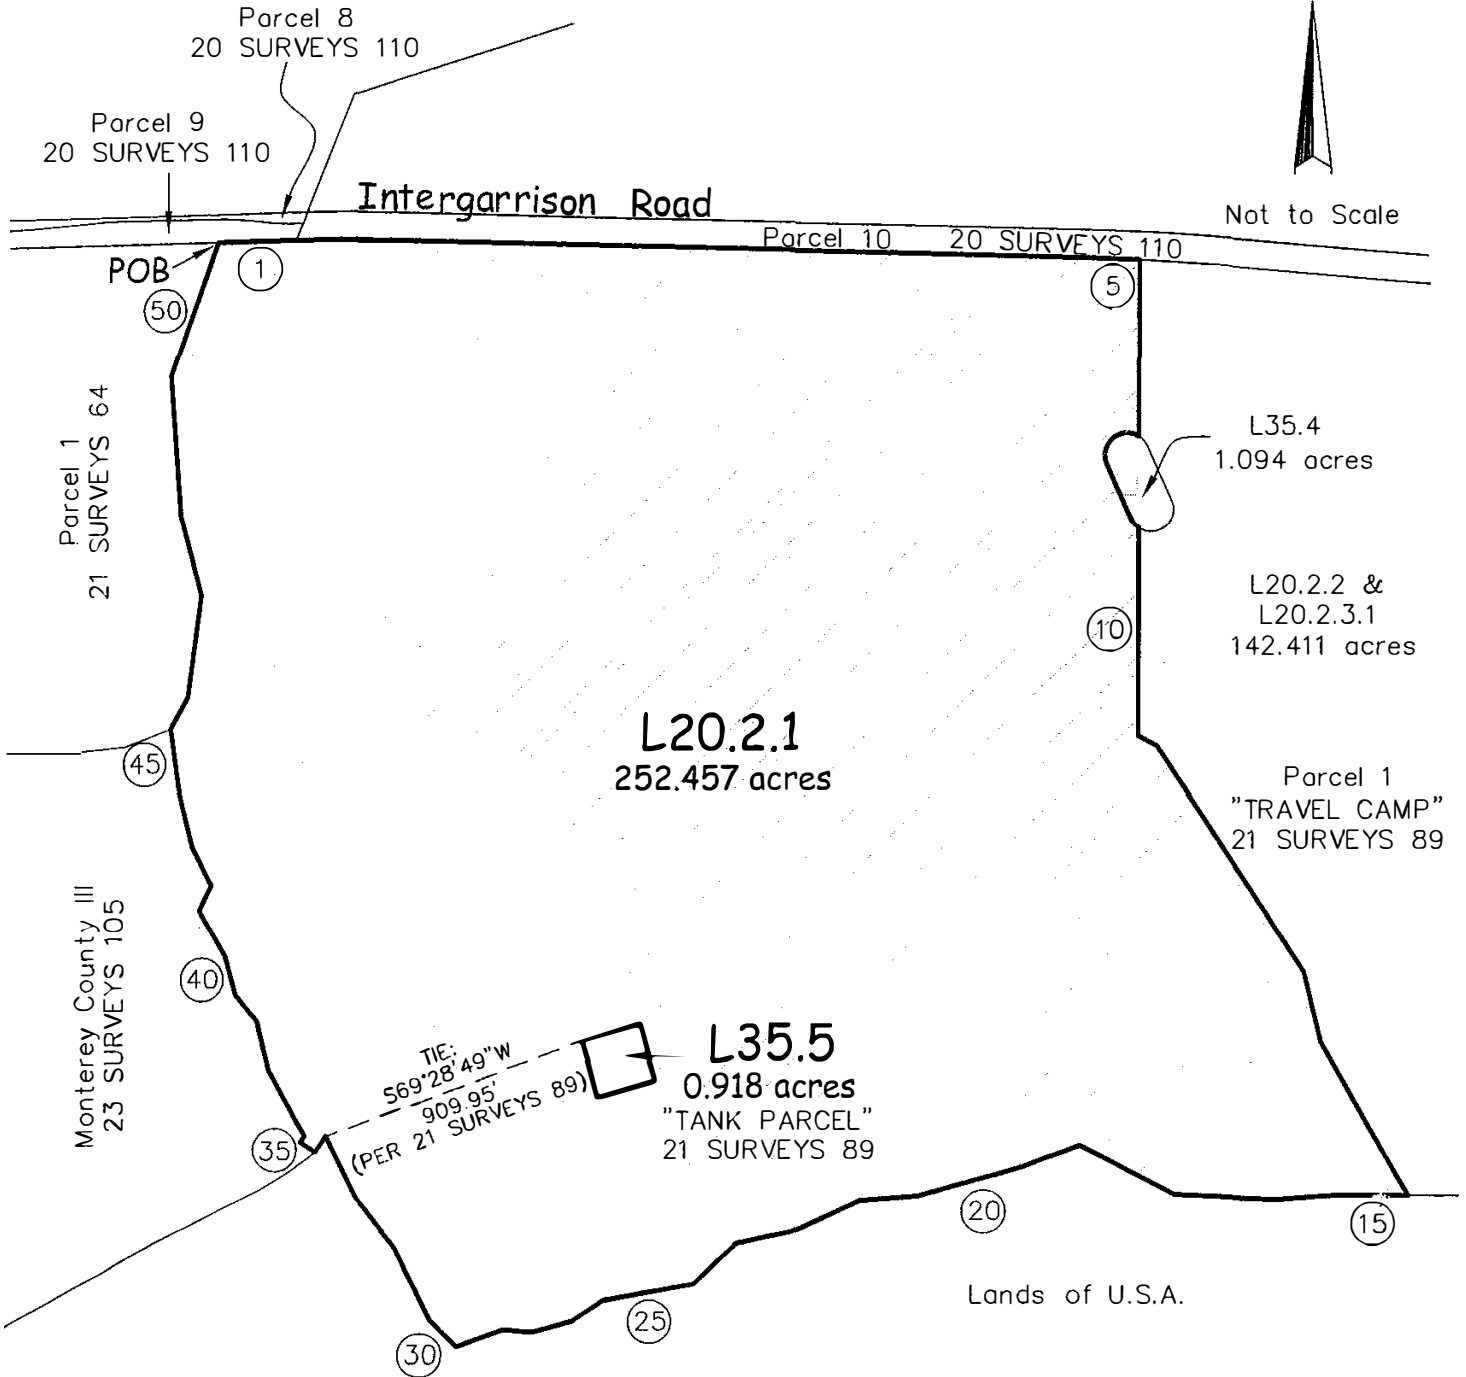 Parcel 8
20 SURVEYS 110
Parcel 9
20 SURVEYS 110
Intergarrison Road
Not to Scale
Parcel 10 20 SURVEYS 110
POB
1
5
50
Parcel 1
21 SURVEYS 64
L35.4
1.094 acres
L20.2.2 &
L20.2.3.1
142.411 acres
10
L20.2.1
252.457 acres
45
Parcel 1
"TRAVEL CAMP"
21 SURVEYS 89
Monterey County III
23 SURVEYS 105
40
TIE:
S69°28'49"W
909.95'
(PER 21 SURVEYS 89)
L35.5
0.918 acres
"TANK PARCEL"
21 SURVEYS 89
35
20
15
Lands of U.S.A.
25
30